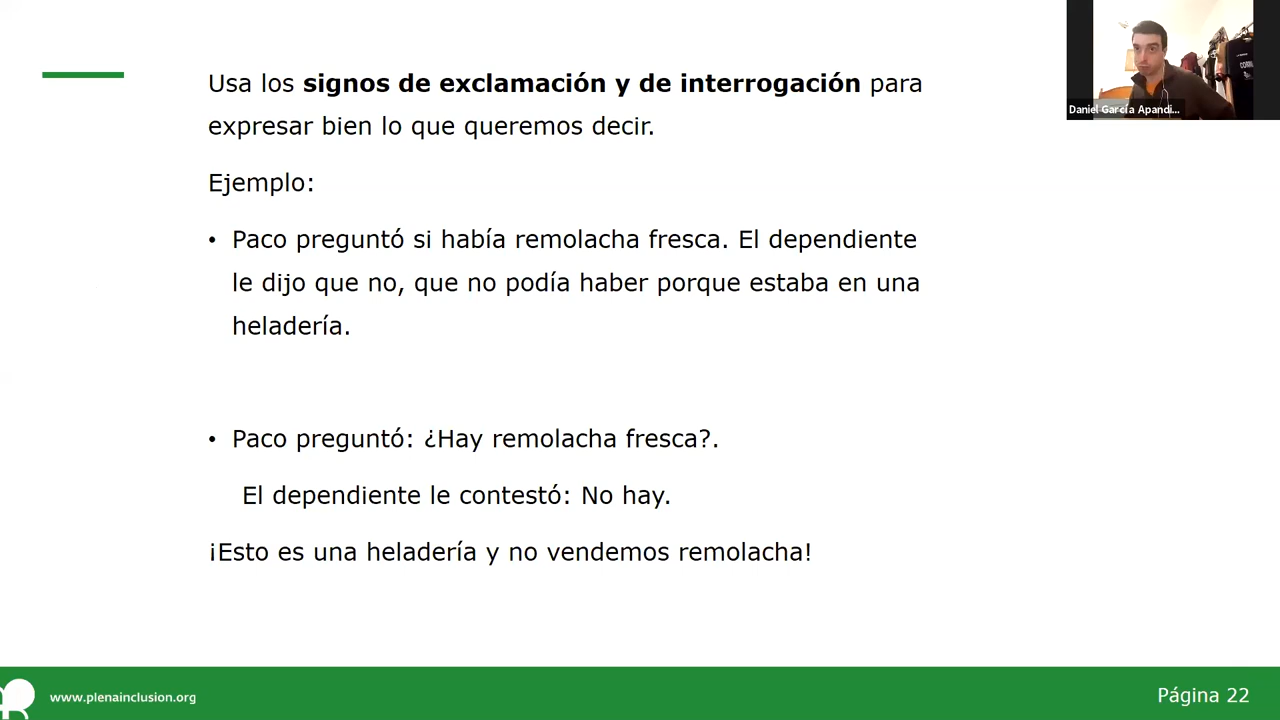 Usa los signos de exclamación y de interrogación para
expresar bien lo que queremos decir.
Ejemplo:
• Paco preguntó si había remolacha fresca. El dependiente
le dijo que no, que no podía haber porque estaba en una
heladería.
• Paco preguntó: ¿Hay remolacha fresca?.
El dependiente le contestó: No hay.
¡Esto es una heladería y no vendemos remolacha!
Daniel García Apandi...
www.plenainclusion.org
Página 22